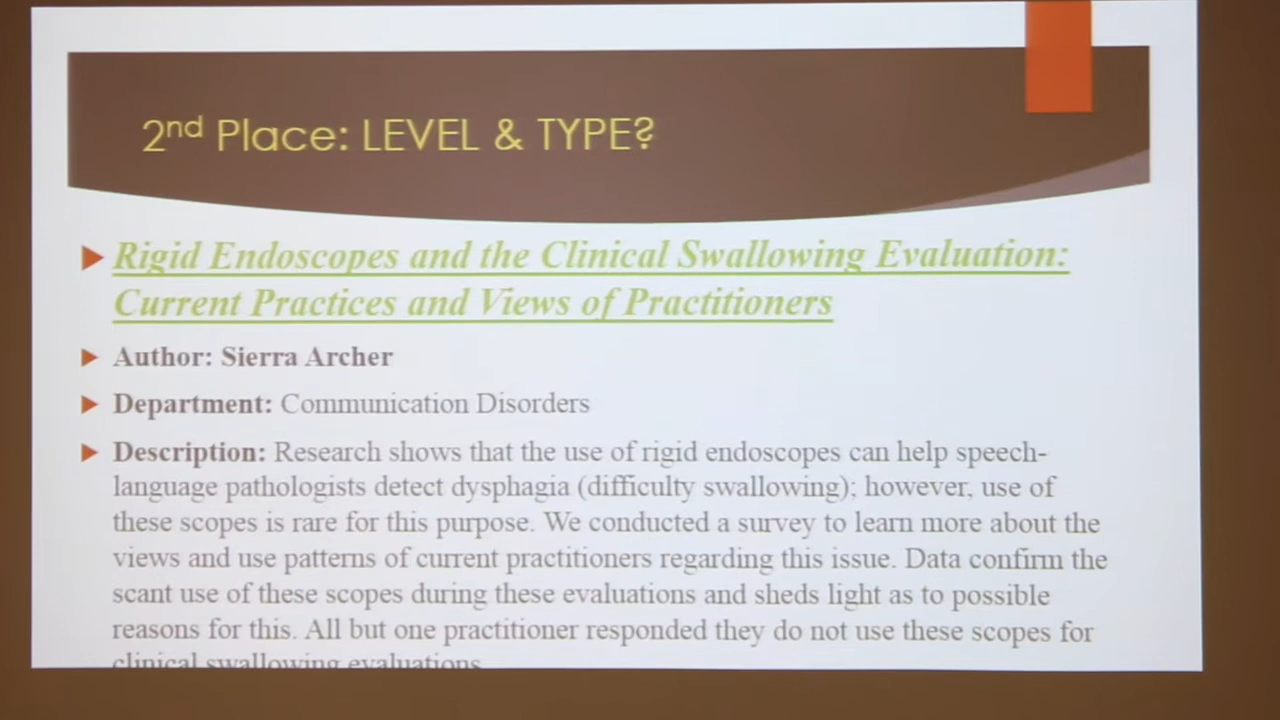 2nd Place: LEVEL & TYPE?
Rigid Endoscopes and the Clinical Swallowing Evaluation:
Current Practices and Views of Practitioners
Author: Sierra Archer
Department: Communication Disorders
Description: Research shows that the use of rigid endoscopes can help speech-
language pathologists detect dysphagia (difficulty swallowing); however, use of
these scopes is rare for this purpose. We conducted a survey to learn more about the
views and use patterns of current practitioners regarding this issue. Data confirm the
scant use of these scopes during these evaluations and sheds light as to possible
reasons for this. All but one practitioner responded they do not use these scopes for
clinical swallowing evaluations.